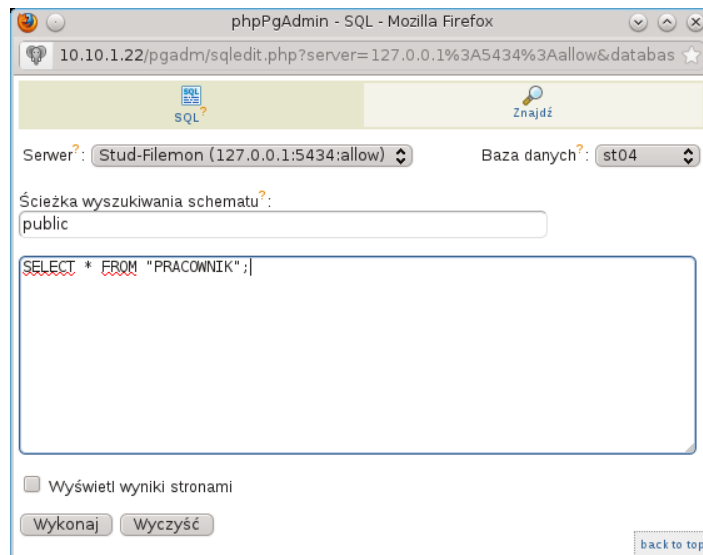 phpPgAdmin - SQL - Mozilla Firefox
10.10.1.22/pgadm/sqledit.php?server=127.0.0.1%3A5434%3Aallow&databas
SQL?
Znajdź
Serwer?: Stud-Filemon (127.0.0.1:5434:allow) Baza danych?: st04
Ścieżka wyszukiwania schematu?:
public
SELECT * FROM "PRACOWNIK";
Wyświetl wyniki stronami
Wykonaj Wyczyść
back to top